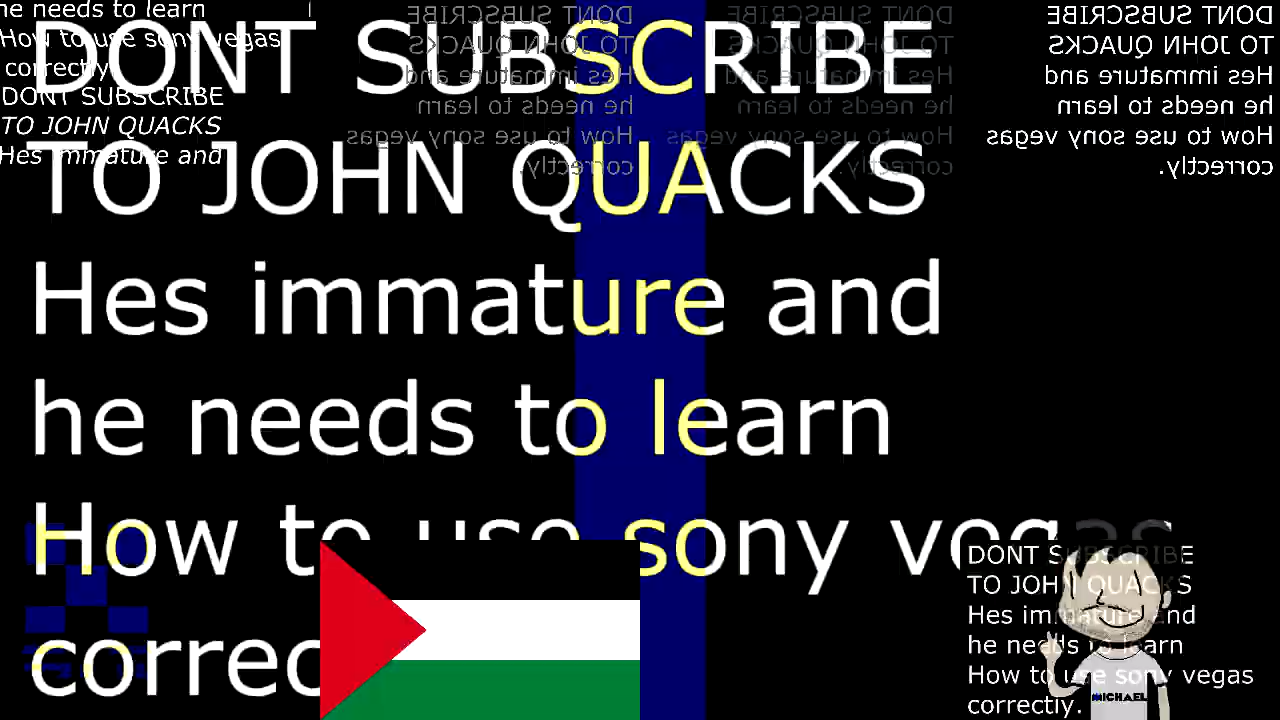 he needs to learn
How to use sony vegas
correctly.
DONT SUBSCRIBE
TO JOHN QUACKS
Hes immature and
DONT SUBSCRIBE
TO JOHN QUACKS
Hes immature and
he needs to learn
How to use sony vegas
correctly.
DONT SUBSCRIBE
TO JOHN QUACKS
Hes immature and
he needs to learn
How to use sony vegas
correctly.
DONT SUBSCRIBE
TO JOHN QUACKS
Hes immature and
he needs to learn
How to use sony vegas
correctly.
DONT SUBSCRIBE
TO JOHN QUACKS
Hes immature and
he needs to learn
How to use sony vegas
correc
DONT SUBSCRIBE
TO JOHN QUACKS
Hes immature and
he needs to learn
How to use sony vegas
correctly.
MICHAEL